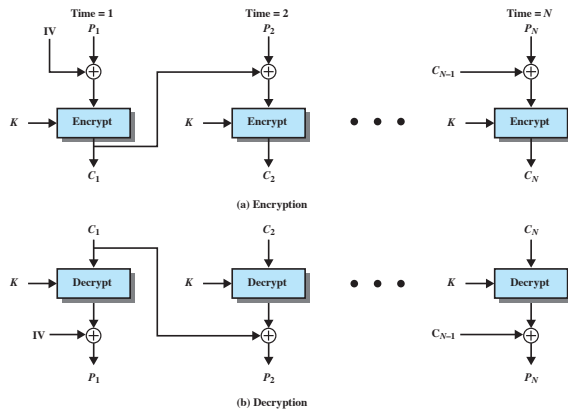 Time = 1 Time = 2 Time = N
IV P1 P2 PN
CN–1
K Encrypt K Encrypt K Encrypt
C1 C2 CN
(a) Encryption
C1 C2 CN
K Decrypt K Decrypt K Decrypt
IV CN–1
P1 P2 PN
(b) Decryption